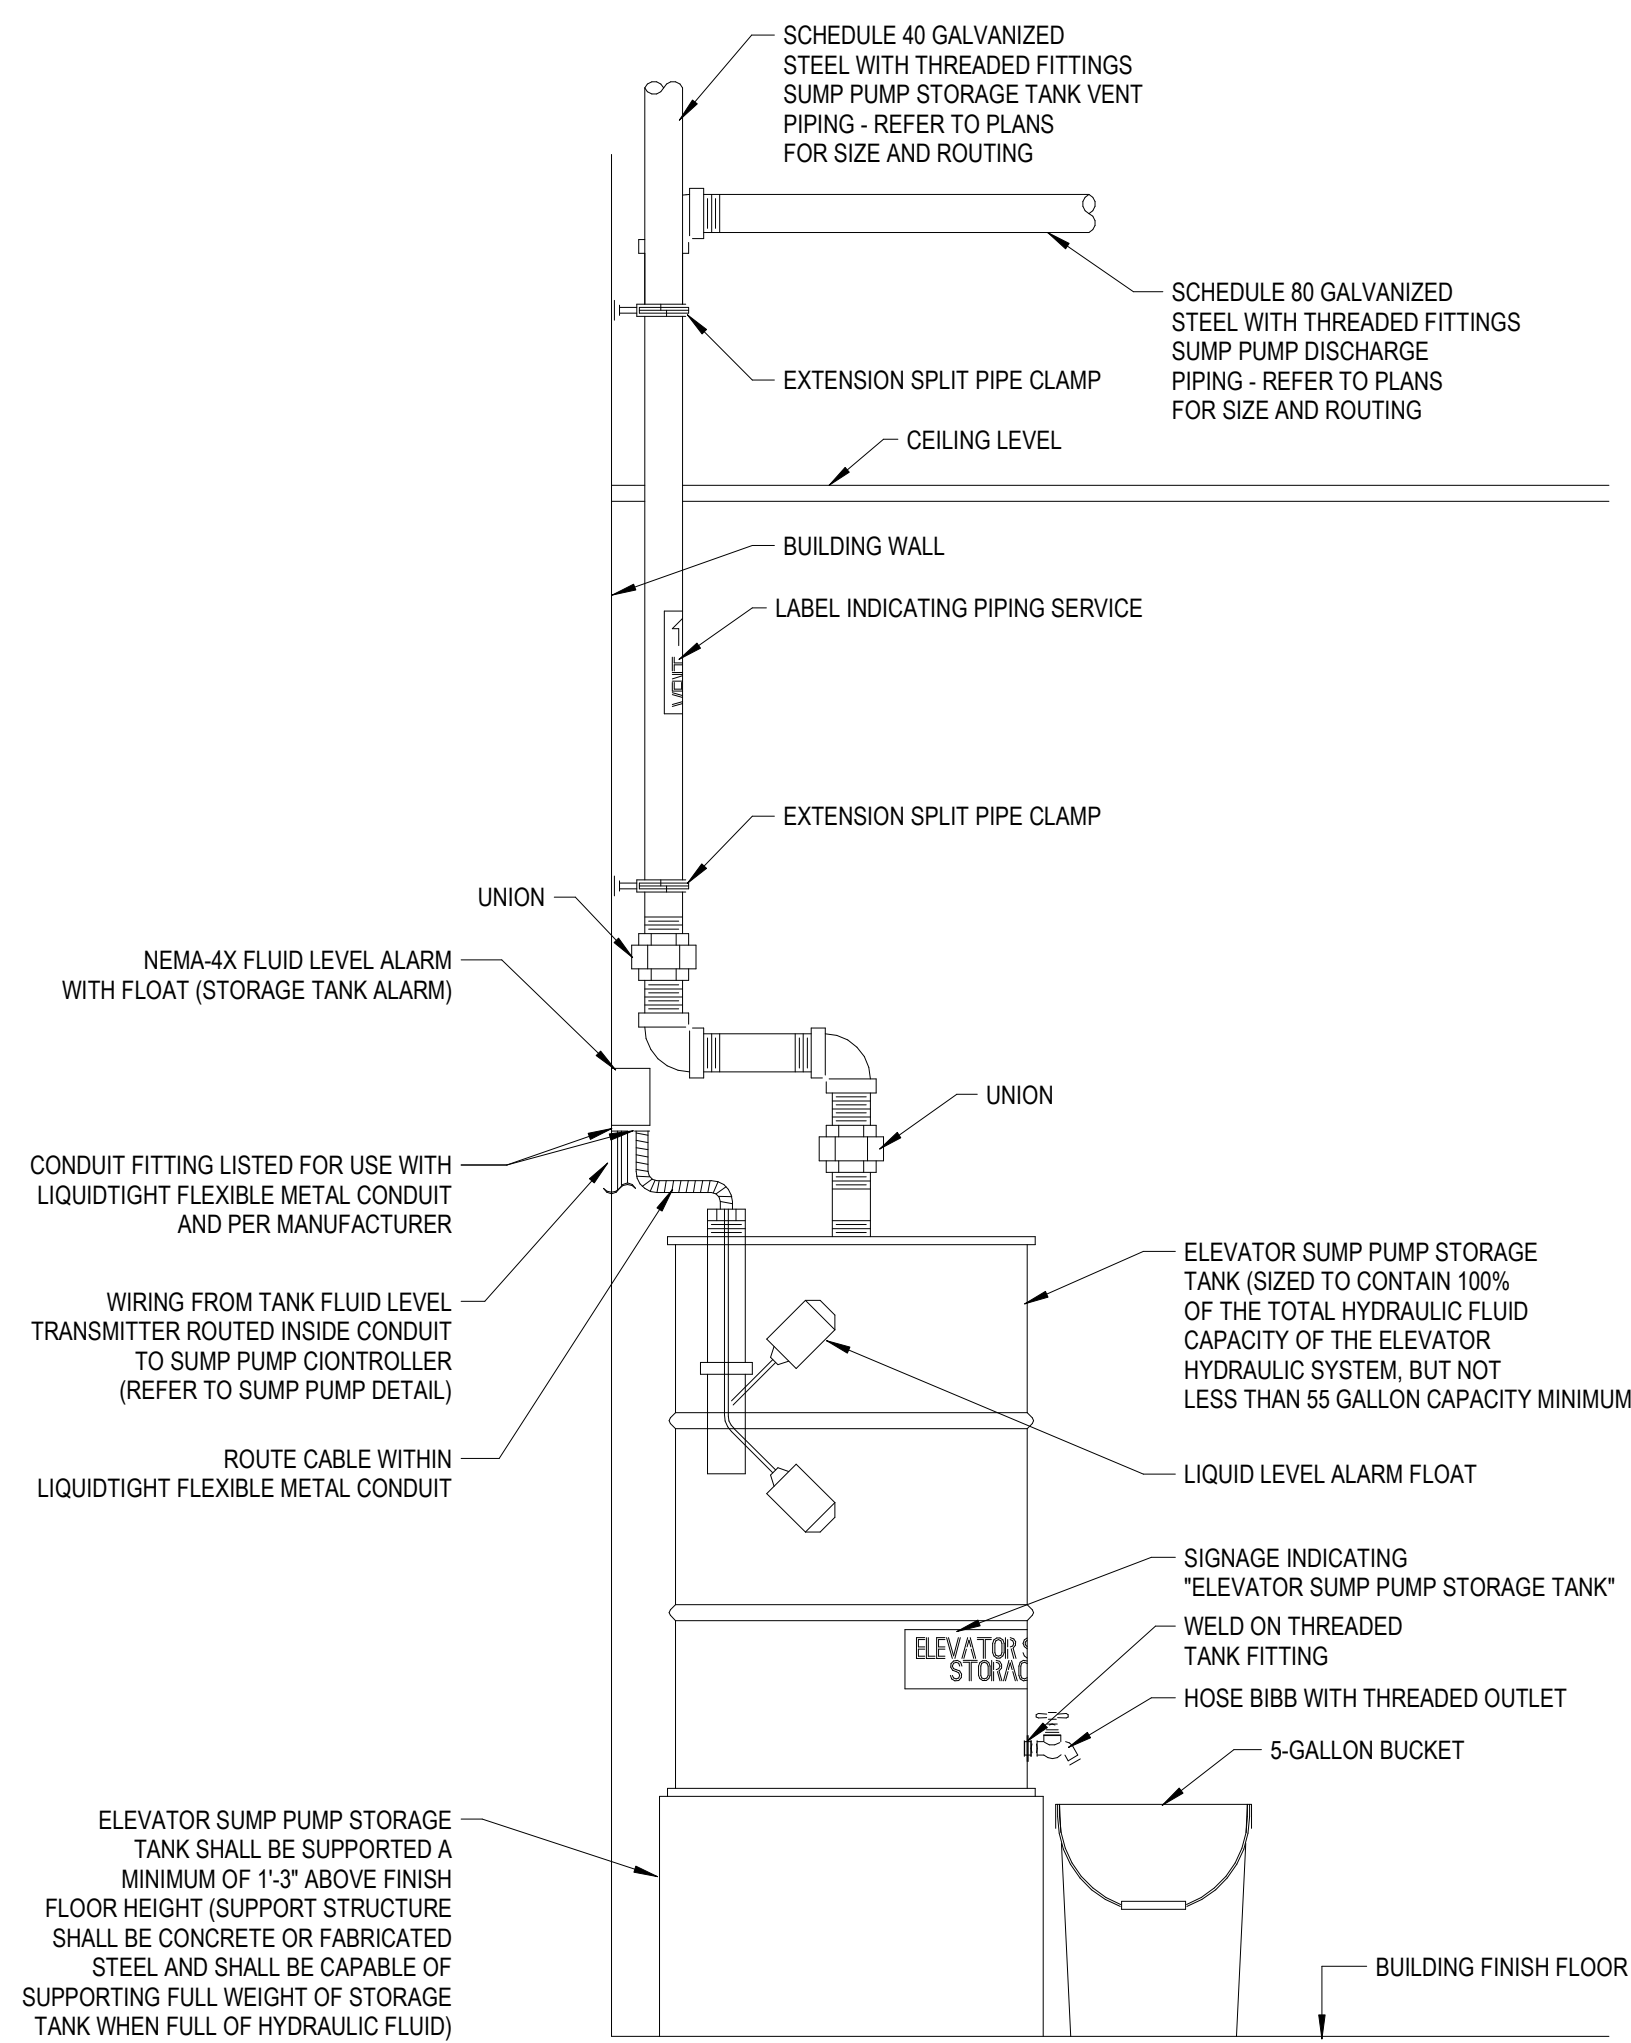 SCHEDULE 40 GALVANIZED
STEEL WITH THREADED FITTINGS
SUMP PUMP STORAGE TANK VENT
PIPING - REFER TO PLANS
FOR SIZE AND ROUTING
SCHEDULE 80 GALVANIZED
STEEL WITH THREADED FITTINGS
SUMP PUMP DISCHARGE
PIPING - REFER TO PLANS
FOR SIZE AND ROUTING
EXTENSION SPLIT PIPE CLAMP
CEILING LEVEL
BUILDING WALL
LABEL INDICATING PIPING SERVICE
VENT
EXTENSION SPLIT PIPE CLAMP
UNION
NEMA-4X FLUID LEVEL ALARM
WITH FLOAT (STORAGE TANK ALARM)
UNION
CONDUIT FITTING LISTED FOR USE WITH
LIQUIDTIGHT FLEXIBLE METAL CONDUIT
AND PER MANUFACTURER
WIRING FROM TANK FLUID LEVEL
TRANSMITTER ROUTED INSIDE CONDUIT
TO SUMP PUMP CIONTROLLER
(REFER TO SUMP PUMP DETAIL)
ROUTE CABLE WITHIN
LIQUIDTIGHT FLEXIBLE METAL CONDUIT
ELEVATOR SUMP PUMP STORAGE
TANK (SIZED TO CONTAIN 100%
OF THE TOTAL HYDRAULIC FLUID
CAPACITY OF THE ELEVATOR
HYDRAULIC SYSTEM, BUT NOT
LESS THAN 55 GALLON CAPACITY MINIMUM
LIQUID LEVEL ALARM FLOAT
SIGNAGE INDICATING
"ELEVATOR SUMP PUMP STORAGE TANK"
ELEVATOR S
STORAG
WELD ON THREADED
TANK FITTING
HOSE BIBB WITH THREADED OUTLET
5-GALLON BUCKET
ELEVATOR SUMP PUMP STORAGE
TANK SHALL BE SUPPORTED A
MINIMUM OF 1'-3" ABOVE FINISH
FLOOR HEIGHT (SUPPORT STRUCTURE
SHALL BE CONCRETE OR FABRICATED
STEEL AND SHALL BE CAPABLE OF
SUPPORTING FULL WEIGHT OF STORAGE
TANK WHEN FULL OF HYDRAULIC FLUID)
BUILDING FINISH FLOOR